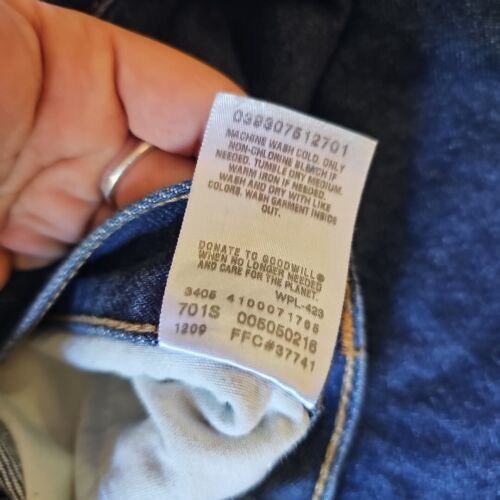 039307512701
MACHINE WASH COLD. ONLY
NON-CHLORINE BLEACH IF
NEEDED. TUMBLE DRY MEDIUM.
WARM IRON IF NEEDED.
WASH AND DRY WITH LIKE
COLORS. WASH GARMENT INSIDE
OUT.
DONATE TO GOODWILL®
WHEN NO LONGER NEEDED
AND CARE FOR THE PLANET.
WPL-423
3405 4100071795
701S 005050216
1209 FFC#37741